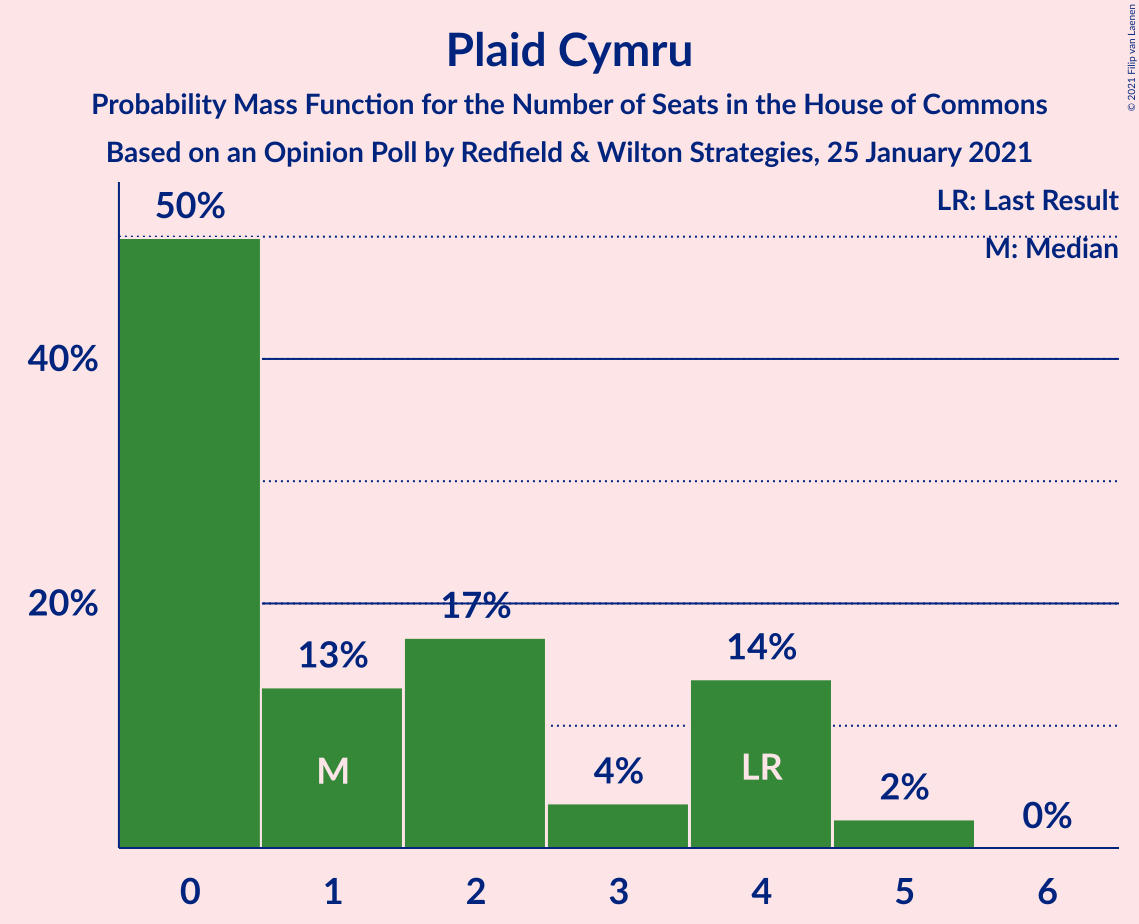 Plaid Cymru
Probability Mass Function for the Number of Seats in the House of Commons
Based on an Opinion Poll by Redfield & Wilton Strategies, 25 January 2021
© 2021 Filip van Laenen
LR: Last Result
M: Median
50%
40%
20%
13%
17%
4%
14%
2%
0%
M
LR
0 1 2 3 4 5 6